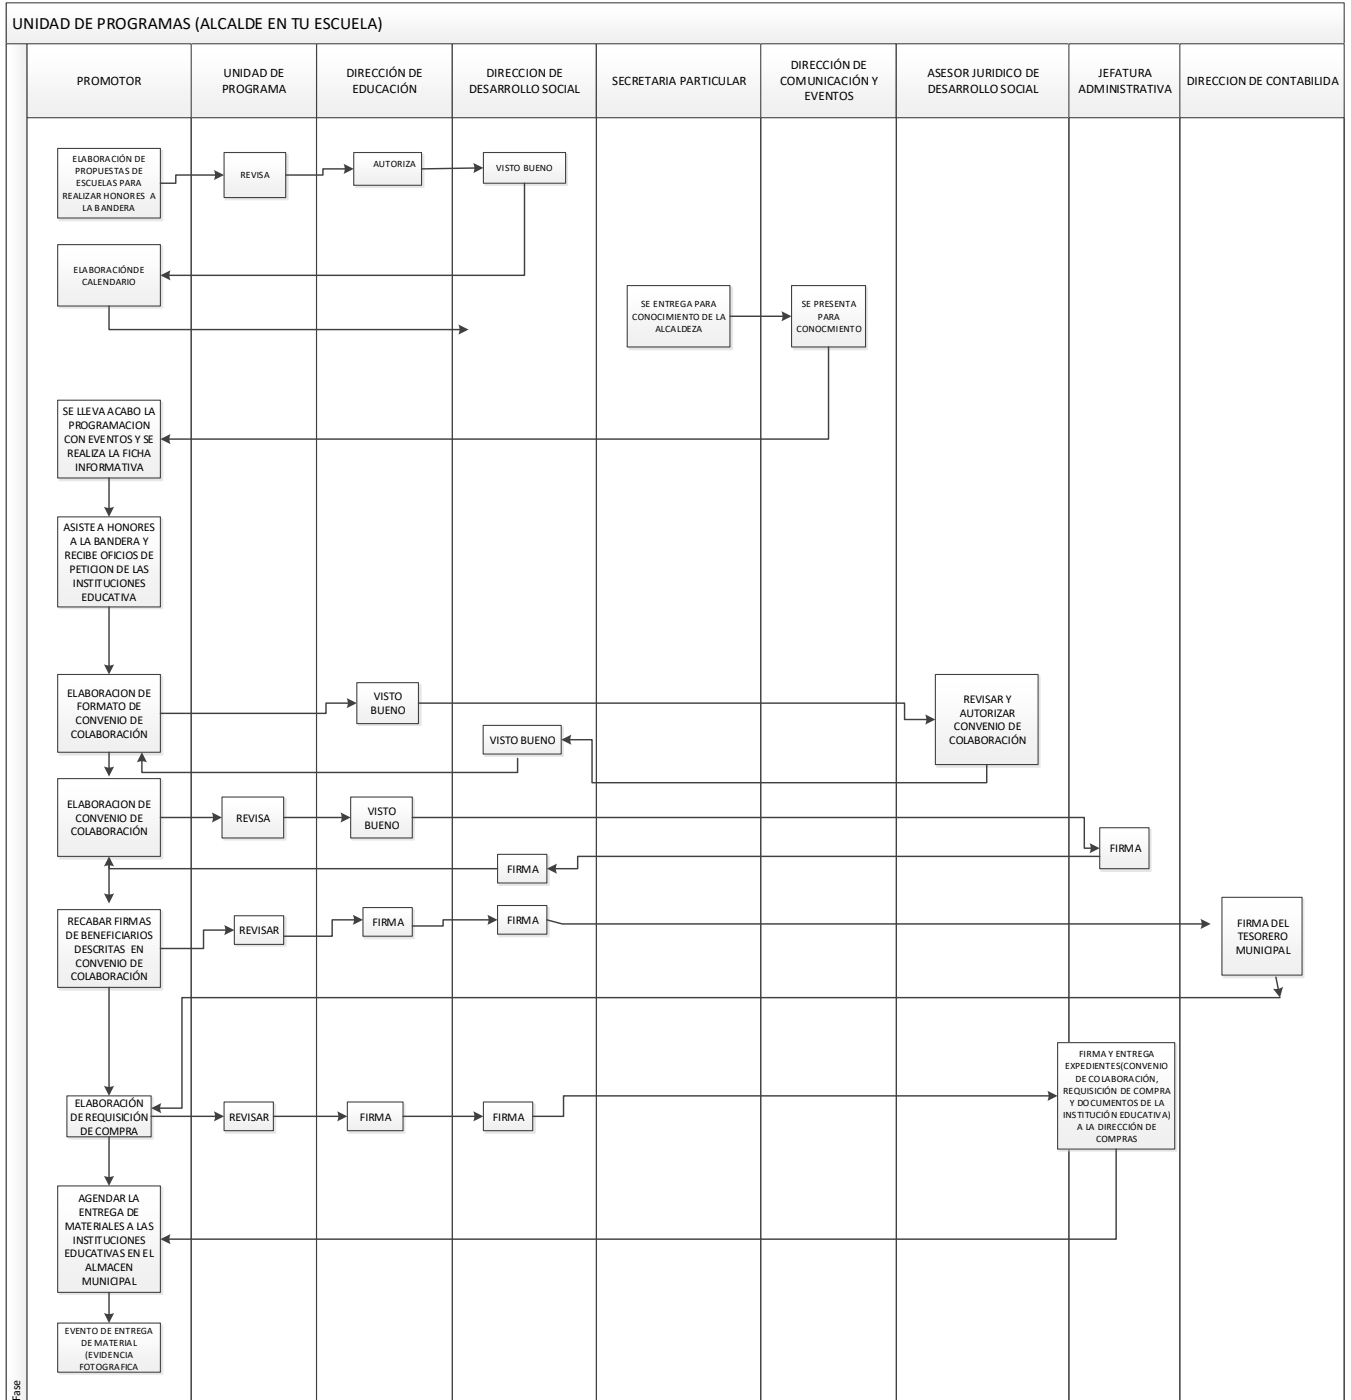 UNIDAD DE PROGRAMAS (ALCALDE EN TU ESCUELA)
PROMOTOR
UNIDAD DE
PROGRAMA
DIRECCIÓN DE
EDUCACIÓN
DIRECCION DE
DESARROLLO SOCIAL
SECRETARIA PARTICULAR
DIRECCIÓN DE
COMUNICACIÓN Y
EVENTOS
ASESOR JURIDICO DE
DESARROLLO SOCIAL
JEFATURA
ADMINISTRATIVA
DIRECCION DE CONTABILIDA
ELABORACIÓN DE
PROPUESTAS DE
ESCUELAS PARA
REALIZAR HONORES A
LA BANDERA
REVISA
AUTORIZA
VISTO BUENO
ELABORACIÓNDE
CALENDARIO
SE ENTREGA PARA
CONOCIMIENTO DE LA
ALCALDEZA
SE PRESENTA
PARA
CONOCMIENTO
SE LLEVA ACABO LA
PROGRAMACION
CON EVENTOS Y SE
REALIZA LA FICHA
INFORMATIVA
ASISTE A HONORES
A LA BANDERA Y
RECIBE OFICIOS DE
PETICION DE LAS
INSTITUCIONES
EDUCATIVA
ELABORACION DE
FORMATO DE
CONVENIO DE
COLABORACIÓN
VISTO
BUENO
VISTO BUENO
REVISAR Y
AUTORIZAR
CONVENIO DE
COLABORACIÓN
ELABORACION DE
CONVENIO DE
COLABORACIÓN
REVISA
VISTO
BUENO
FIRMA
FIRMA
RECABAR FIRMAS
DE BENEFICIARIOS
DESCRITAS EN
CONVENIO DE
COLABORACIÓN
REVISAR
FIRMA
FIRMA
FIRMA DEL
TESORERO
MUNICIPAL
ELABORACIÓN
DE REQUISICIÓN
DE COMPRA
REVISAR
FIRMA
FIRMA
FIRMA Y ENTREGA
EXPEDIENTES(CONVENIO
DE COLABORACIÓN,
REQUISICIÓN DE COMPRA
Y DOCUMENTOS DE LA
INSTITUCIÓN EDUCATIVA)
A LA DIRECCIÓN DE
COMPRAS
AGENDAR LA
ENTREGA DE
MATERIALES A LAS
INSTITUCIONES
EDUCATIVAS EN EL
ALMACEN
MUNICIPAL
EVENTO DE ENTREGA
DE MATERIAL
(EVIDENCIA
FOTOGRAFICA
Fase